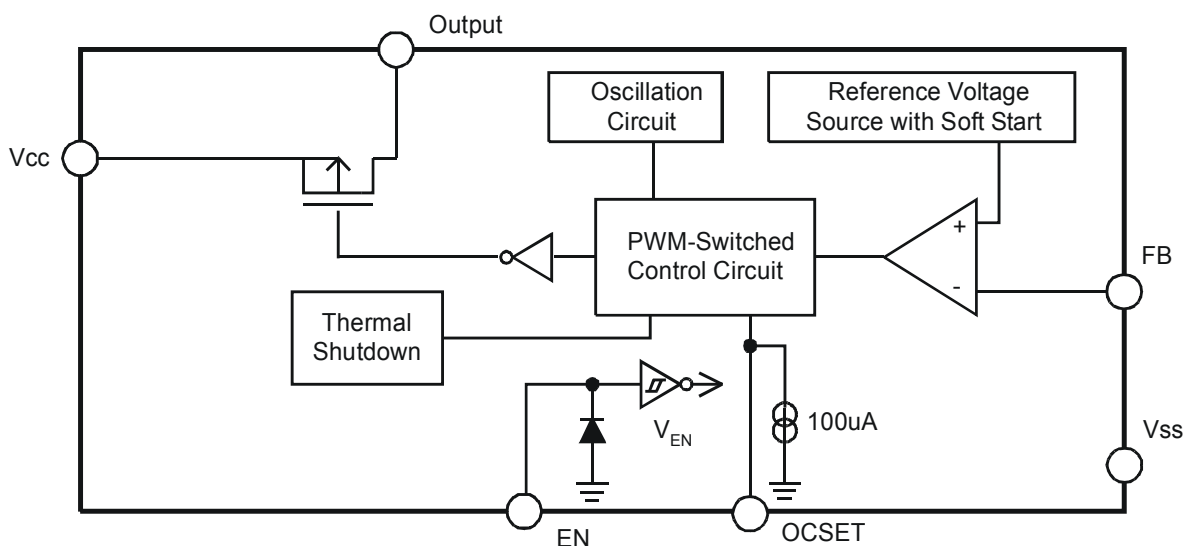 Output
Oscillation
Circuit
Reference Voltage
Source with Soft Start
Vcc
PWM-Switched
Control Circuit
+
-
FB
Thermal
Shutdown
VEN
100uA
Vss
EN
OCSET